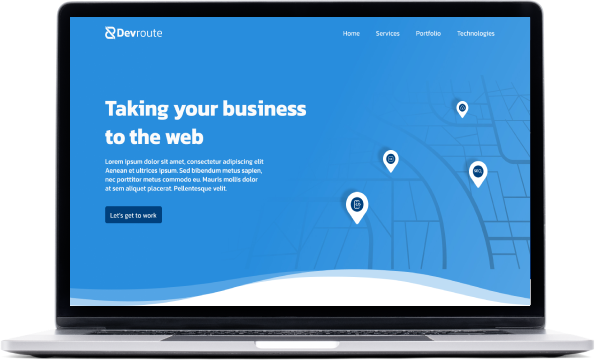 Devroute
Home Services Portfolio Technologies
Taking your business
to the web
Lorem ipsum dolor sit amet, consectetur adipiscing elit
Aenean et ultrices ipsum. Sed bibendum metus sapien,
nec porttitor metus commodo eu. Mauris mollis dolor
at sem aliquet placerat. Pellentesque velit.
Let's get to work